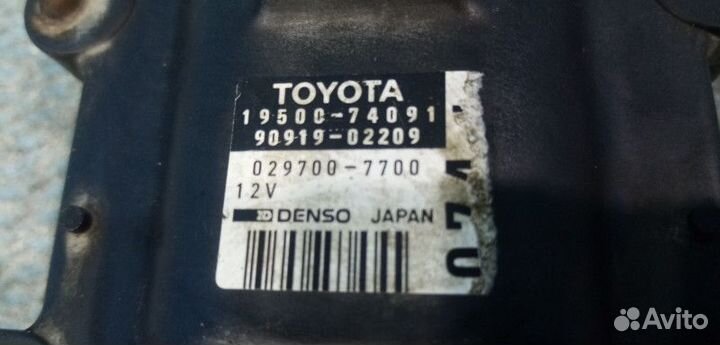 TOYOTA
19500-74091
90919-02209
029700-7700
12V
DENSO JAPAN
Avito